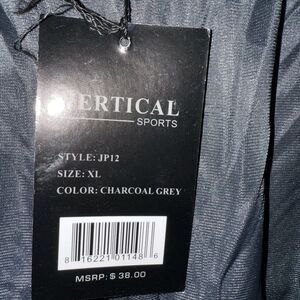 VERTICAL
SPORTS
STYLE: JP12
SIZE: XL
COLOR: CHARCOAL GREY
8 16221 01148 6
MSRP: $ 38.00